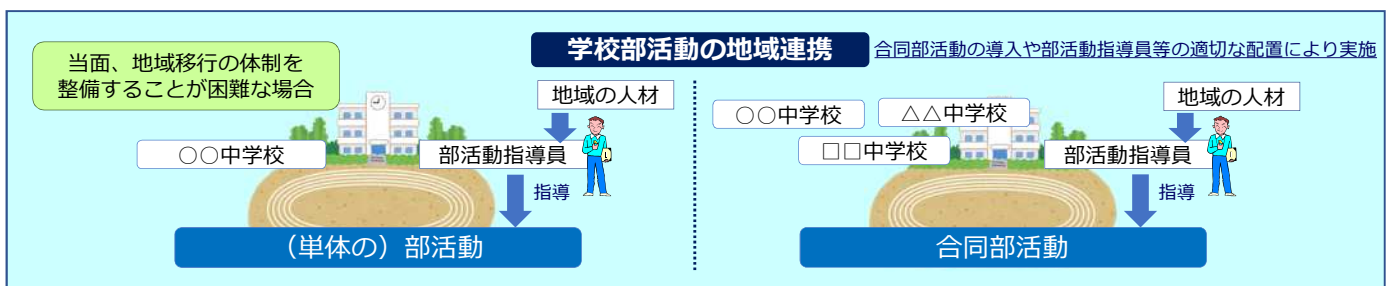 学校部活動の地域連携
合同部活動の導入や部活動指導員等の適切な配置により実施
当面、地域移行の体制を
整備することが困難な場合
地域の人材
○○中学校
部活動指導員
指導
（単体の）部活動
地域の人材
○○中学校
△△中学校
□□中学校
部活動指導員
指導
合同部活動